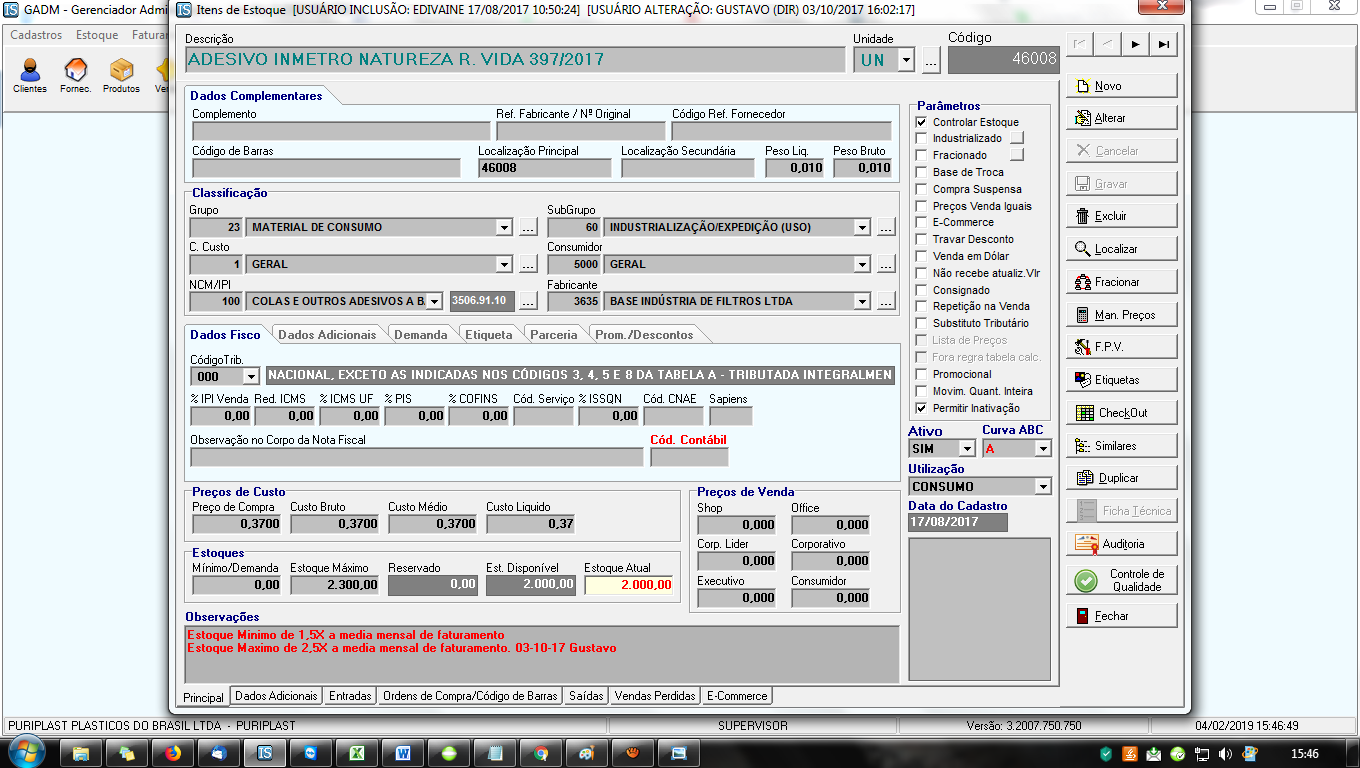 GADM - Gerenciador Admi
Itens de Estoque [USUÁRIO INCLUSÃO: EDIVAINE 17/08/2017 10:50:24] [USUÁRIO ALTERAÇÃO: GUSTAVO (DIR) 03/10/2017 16:02:17]
Cadastros Estoque Faturar
Clientes Fornec. Produtos Ver
Descrição Unidade Código
ADESIVO INMETRO NATUREZA R. VIDA 397/2017 UN ... 46008
Dados Complementares
Complemento Ref. Fabricante / Nº Original Código Ref. Fornecedor
Código de Barras Localização Principal Localização Secundária Peso Liq. Peso Bruto
46008 0,010 0,010
Classificação
Grupo SubGrupo
23 MATERIAL DE CONSUMO ... 60 INDUSTRIALIZAÇÃO/EXPEDIÇÃO (USO) ...
C. Custo Consumidor
1 GERAL ... 5000 GERAL ...
NCM/IPI Fabricante
100 COLAS E OUTROS ADESIVOS A B. 3506.91.10 ... 3635 BASE INDÚSTRIA DE FILTROS LTDA ...
Dados Fisco Dados Adicionais Demanda Etiqueta Parceria Prom./Descontos
CódigoTrib.
000 NACIONAL, EXCETO AS INDICADAS NOS CÓDIGOS 3, 4, 5 E 8 DA TABELA A - TRIBUTADA INTEGRALMEN
% IPI Venda Red. ICMS % ICMS UF % PIS % COFINS Cód. Serviço % ISSQN Cód. CNAE Sapiens
0,00 0,00 0,00 0,00 0,00 0,00
Observação no Corpo da Nota Fiscal Cód. Contábil
Preços de Custo
Preço de Compra Custo Bruto Custo Médio Custo Liquido
0,3700 0,3700 0,3700 0,37
Estoques
Mínimo/Demanda Estoque Máximo Reservado Est. Disponível Estoque Atual
0,00 2.300,00 0,00 2.000,00 2.000,00
Preços de Venda
Shop Office
0,000 0,000
Corp. Lider Corporativo
0,000 0,000
Executivo Consumidor
0,000 0,000
Observações
Estoque Minimo de 1,5X a media mensal de faturamento
Estoque Maximo de 2,5X a media mensal de faturamento. 03-10-17 Gustavo
Parâmetros
Controlar Estoque
Industrializado
Fracionado
Base de Troca
Compra Suspensa
Preços Venda Iguais
E-Commerce
Travar Desconto
Venda em Dólar
Não recebe atualiz.Vlr
Consignado
Repetição na Venda
Substituto Tributário
Lista de Preços
Fora regra tabela calc.
Promocional
Movim. Quant. Inteira
Permitir Inativação
Ativo Curva ABC
SIM A
Utilização
CONSUMO
Data do Cadastro
17/08/2017
Novo
Alterar
Cancelar
Gravar
Excluir
Localizar
Fracionar
Man. Preços
F.P.V.
Etiquetas
CheckOut
Similares
Duplicar
Ficha Técnica
Auditoria
Controle de
Qualidade
Fechar
Principal Dados Adicionais Entradas Ordens de Compra/Código de Barras Saídas Vendas Perdidas E-Commerce
PURIPLAST PLASTICOS DO BRASIL LTDA - PURIPLAST SUPERVISOR Versão: 3.2007.750.750 04/02/2019 15:46:49
15:46